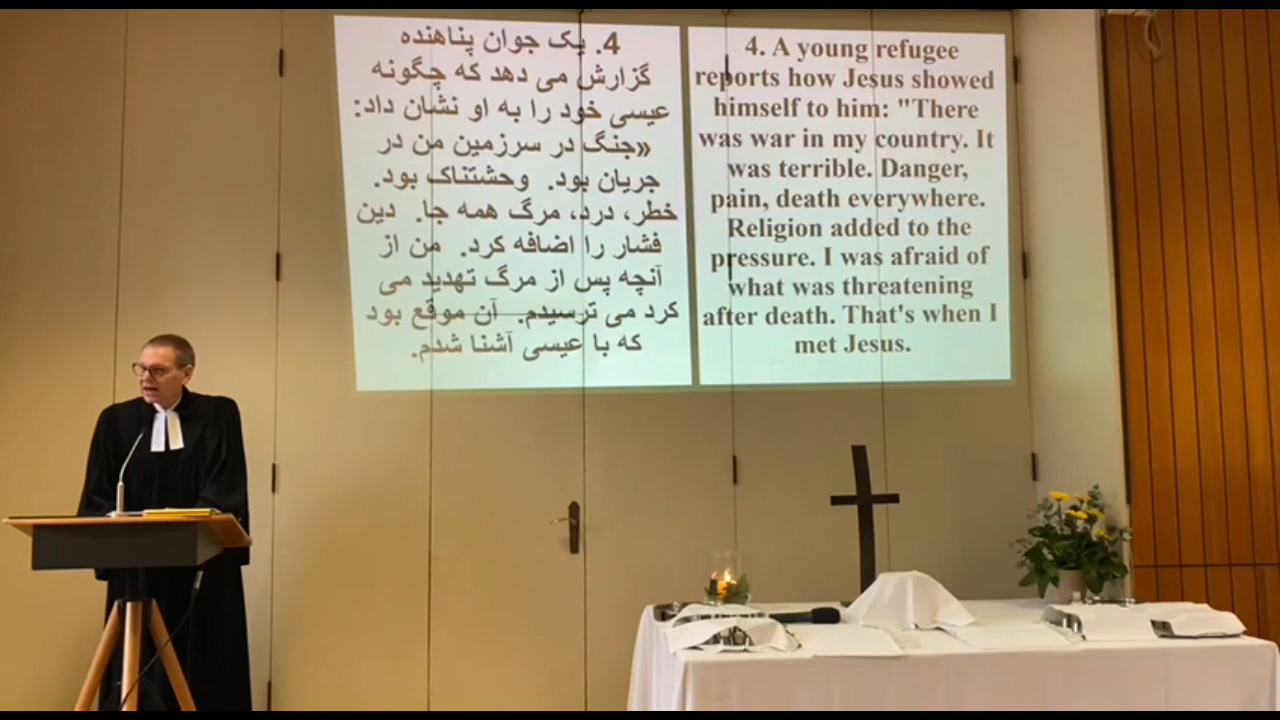 4. یک جوان پناهنده
گزارش می دهد که چگونه
عیسی خود را به او نشان داد:
«جنگ در سرزمین من در
جریان بود. وحشتناک بود.
خطر، درد، مرگ همه جا. دین
فشار را اضافه کرد. من از
آنچه پس از مرگ تهدید می
کرد می ترسیدم. آن موقع بود
که با عیسی آشنا شدم.
4. A young refugee
reports how Jesus showed
himself to him: "There
was war in my country. It
was terrible. Danger,
pain, death everywhere.
Religion added to the
pressure. I was afraid of
what was threatening
after death. That's when I
met Jesus.